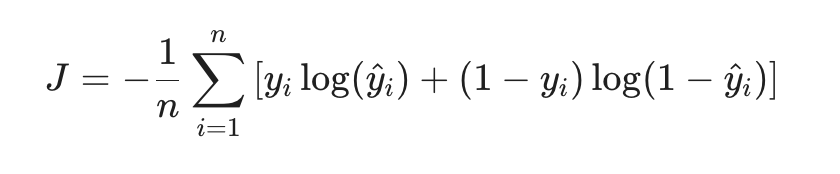 J = -\frac{1}{n} \sum_{i=1}^{n} [y_i \log(\hat{y}_i) + (1 - y_i) \log(1 - \hat{y}_i)]